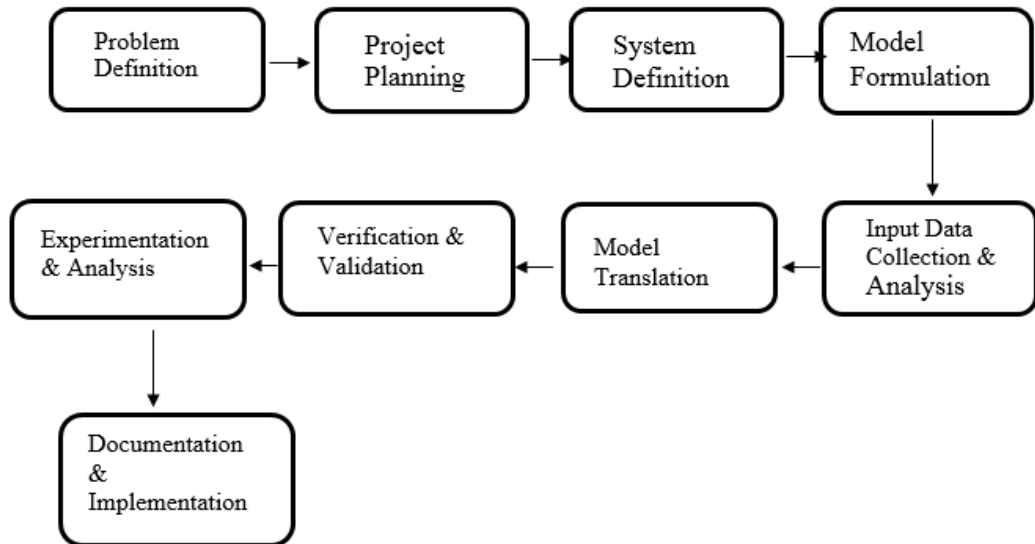 Problem
Definition
Project
Planning
System
Definition
Model
Formulation
Input Data
Collection &
Analysis
Model
Translation
Verification &
Validation
Experimentation
& Analysis
Documentation
&
Implementation